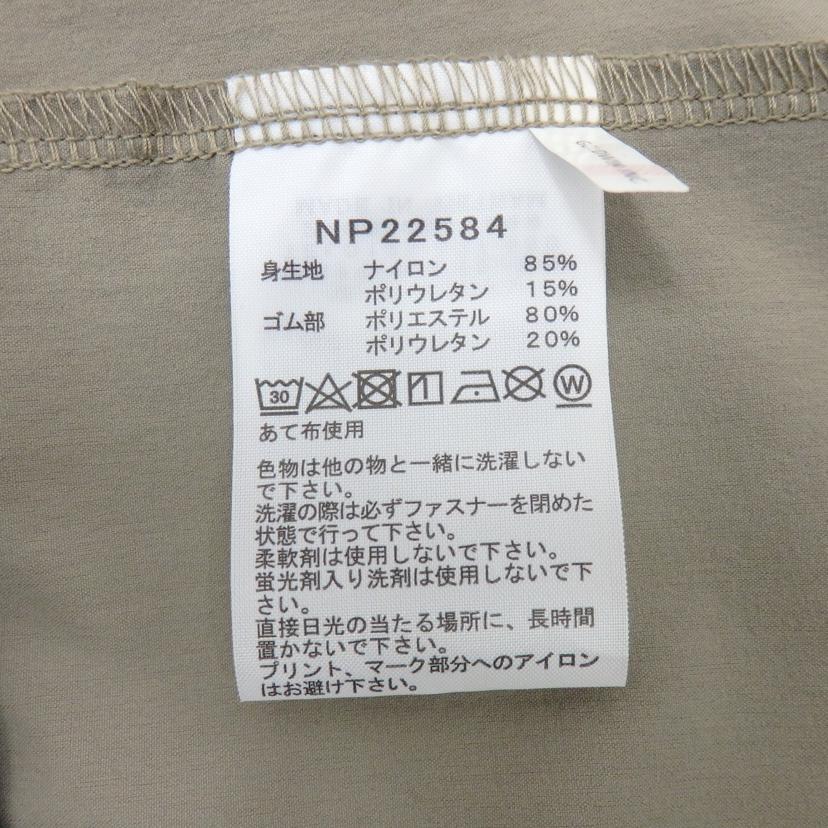 NP22584
身生地 ナイロン 85%
ポリウレタン 15%
ゴム部 ポリエステル 80%
ポリウレタン 20%
30 W
あて布使用
色物は他の物と一緒に洗濯しない
で下さい。
洗濯の際は必ずファスナーを閉めた
状態で行って下さい。
柔軟剤は使用しないで下さい。
蛍光剤入り洗剤は使用しないで下
さい。
直接日光の当たる場所に、長時間
置かないで下さい。
プリント、マーク部分へのアイロン
はお避け下さい。